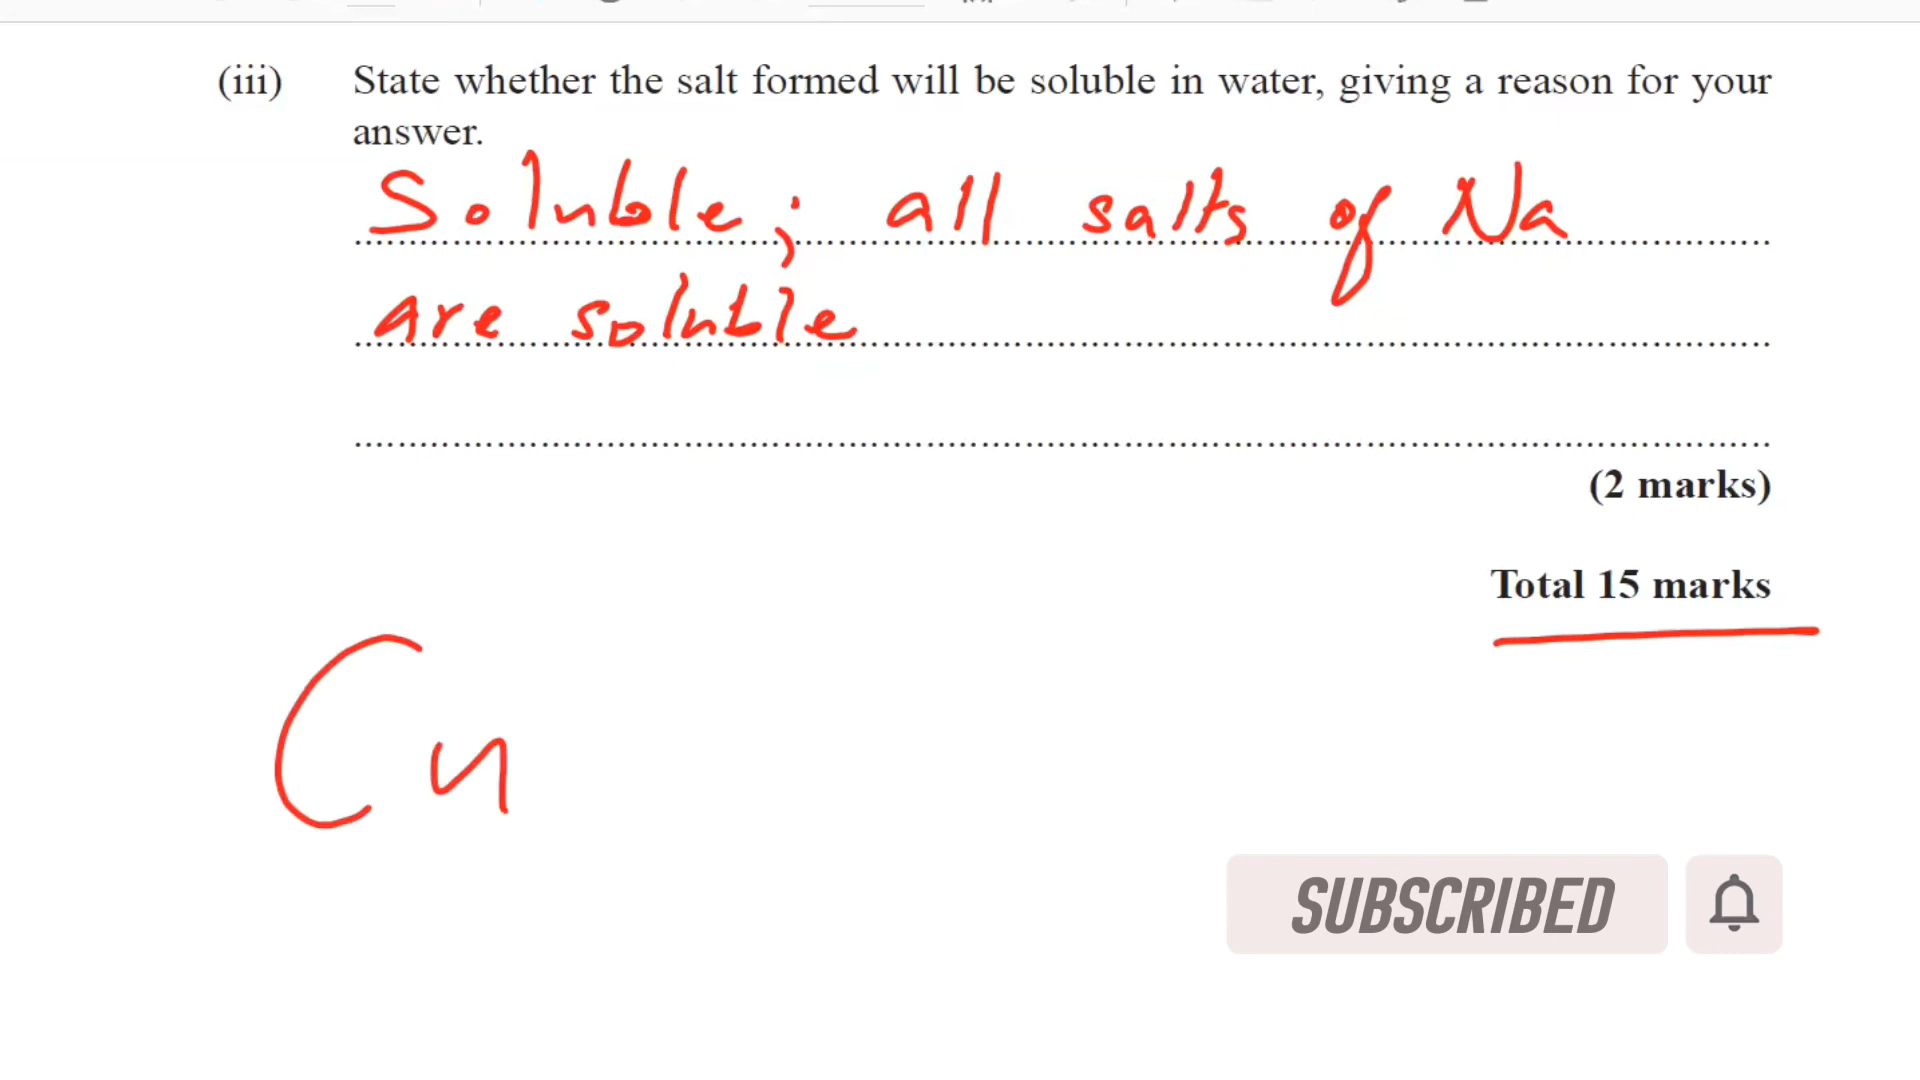 (iii) State whether the salt formed will be soluble in water, giving a reason for your
answer.
Soluble; all salts of Na
are soluble
(2 marks)
Total 15 marks
Cu
SUBSCRIBED